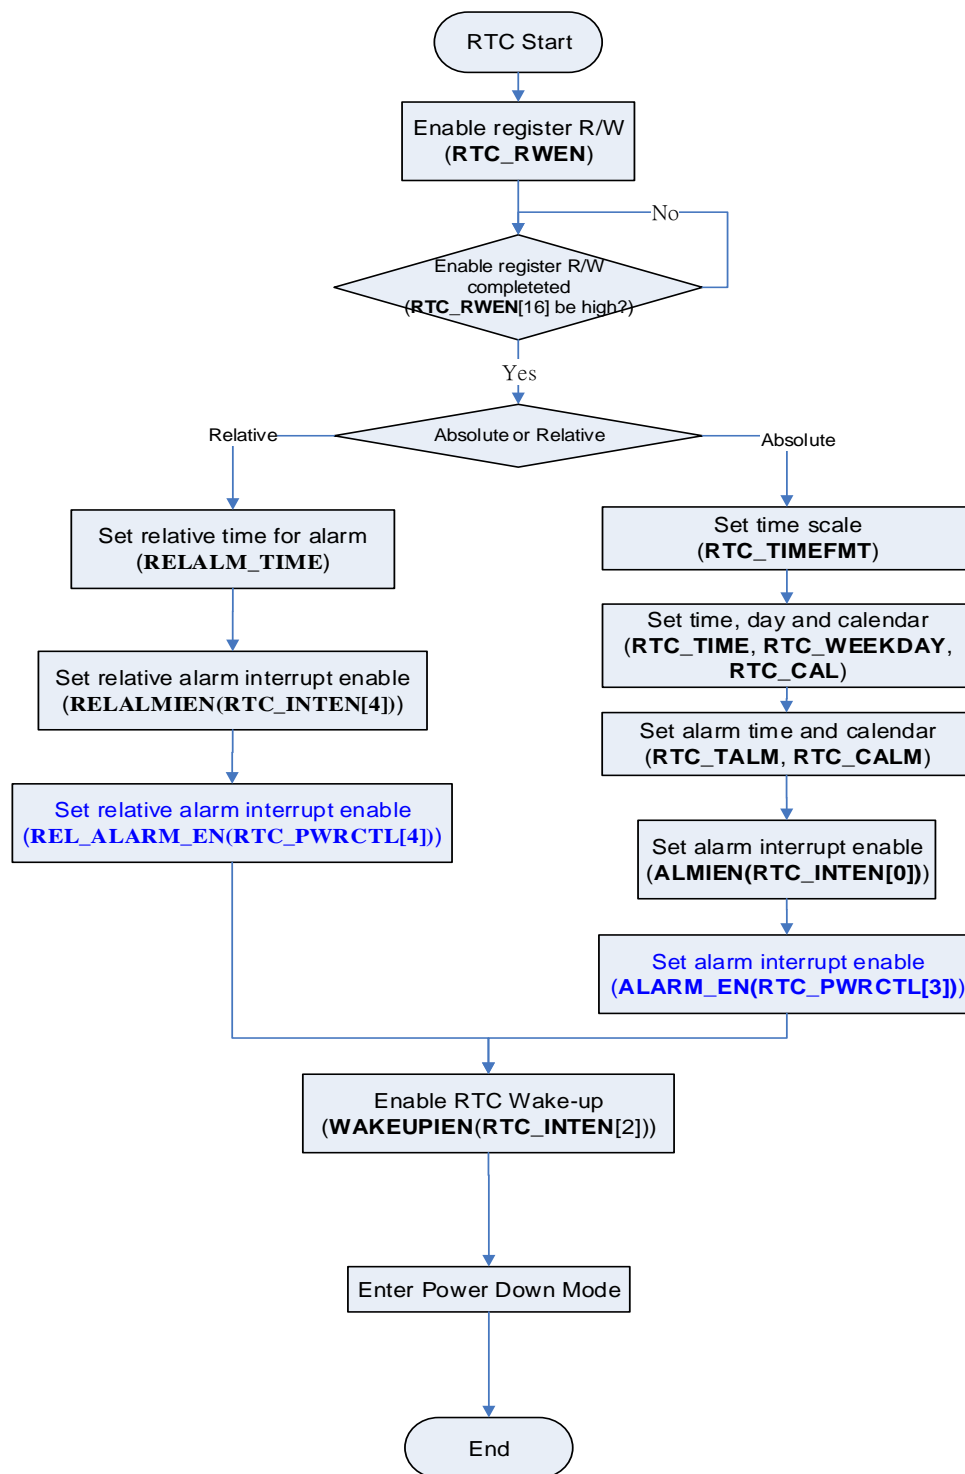 RTC Start
Enable register R/W
(RTC_RWEN)
No
Enable register R/W
completeted
(RTC_RWEN[16] be high?)
Yes
Absolute or Relative
Relative
Absolute
Set relative time for alarm
(RELALM_TIME)
Set relative alarm interrupt enable
(RELALMIEN(RTC_INTEN[4]))
Set relative alarm interrupt enable
(REL_ALARM_EN(RTC_PWRCTL[4]))
Set time scale
(RTC_TIMEFMT)
Set time, day and calendar
(RTC_TIME, RTC_WEEKDAY,
RTC_CAL)
Set alarm time and calendar
(RTC_TALM, RTC_CALM)
Set alarm interrupt enable
(ALMIEN(RTC_INTEN[0]))
Set alarm interrupt enable
(ALARM_EN(RTC_PWRCTL[3]))
Enable RTC Wake-up
(WAKEUPIEN(RTC_INTEN[2]))
Enter Power Down Mode
End